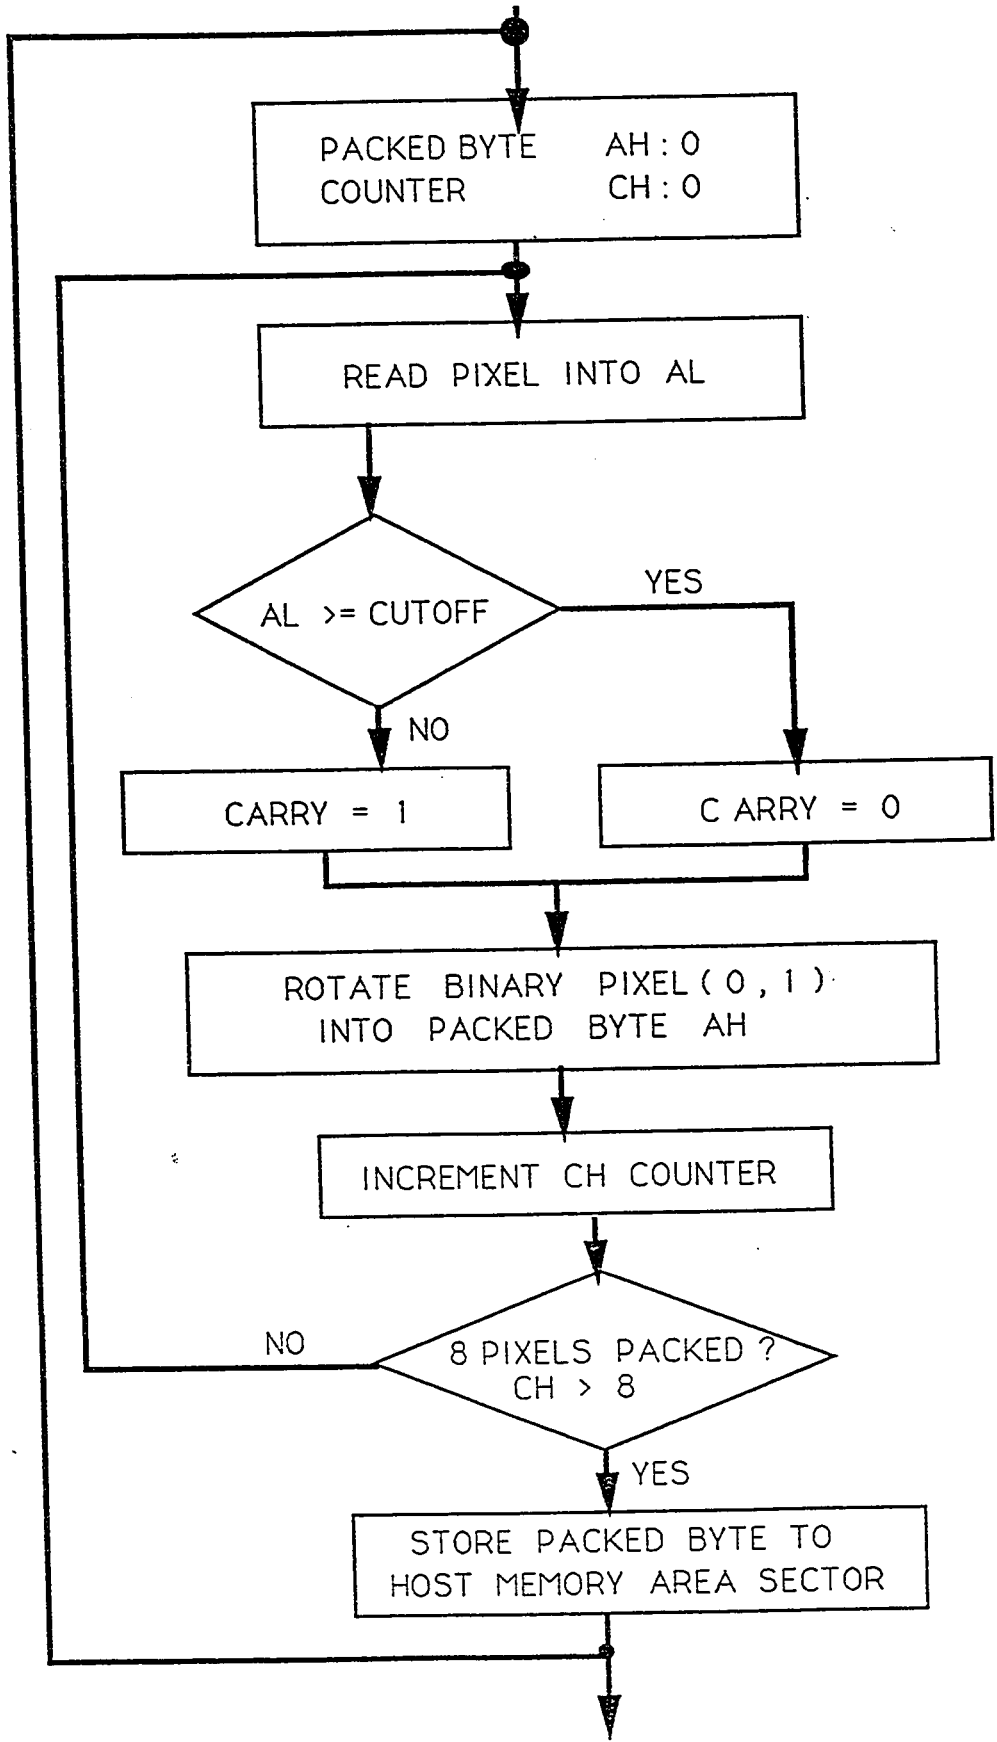 PACKED BYTE AH : 0
COUNTER CH : 0
READ PIXEL INTO AL
AL >= CUTOFF
YES
NO
CARRY = 1
C ARRY = 0
ROTATE BINARY PIXEL ( 0 , 1 )
INTO PACKED BYTE AH
INCREMENT CH COUNTER
NO
8 PIXELS PACKED ?
CH > 8
YES
STORE PACKED BYTE TO
HOST MEMORY AREA SECTOR